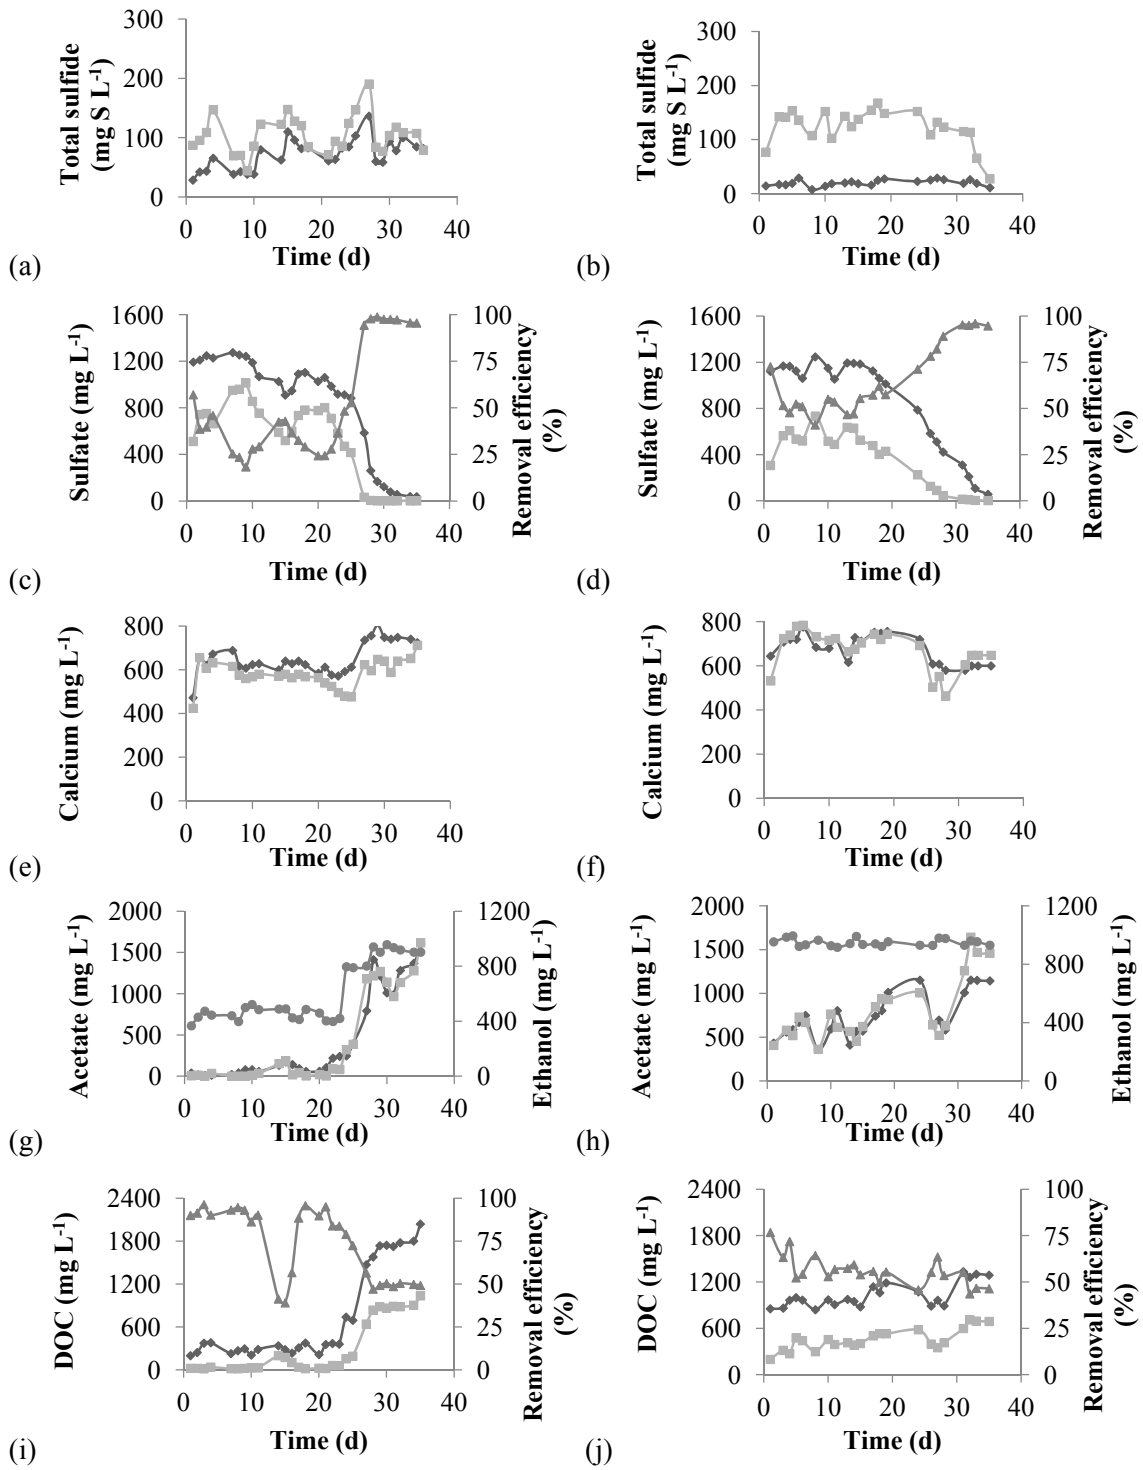 300
200
100
0
Total sulfide
(mg S L-1)
0 10 20 30 40
Time (d)
(a)
300
200
100
0
Total sulfide
(mg S L-1)
0 10 20 30 40
Time (d)
(b)
1600
1200
800
400
0
Sulfate (mg L-1)
100
75
50
25
0
Removal efficiency
(%)
0 10 20 30 40
Time (d)
(c)
1600
1200
800
400
0
Sulfate (mg L-1)
100
75
50
25
0
Removal efficiency
(%)
0 10 20 30 40
Time (d)
(d)
800
600
400
200
0
Calcium (mg L-1)
0 10 20 30 40
Time (d)
(e)
800
600
400
200
0
Calcium (mg L-1)
0 10 20 30 40
Time (d)
(f)
2000
1500
1000
500
0
Acetate (mg L-1)
1200
800
400
0
Ethanol (mg L-1)
0 10 20 30 40
Time (d)
(g)
2000
1500
1000
500
0
Acetate (mg L-1)
1200
800
400
0
Ethanol (mg L-1)
0 10 20 30 40
Time (d)
(h)
2400
1800
1200
600
0
DOC (mg L-1)
100
75
50
25
0
Removal efficiency
(%)
0 10 20 30 40
Time (d)
(i)
2400
1800
1200
600
0
DOC (mg L-1)
100
75
50
25
0
Removal efficiency
(%)
0 10 20 30 40
Time (d)
(j)